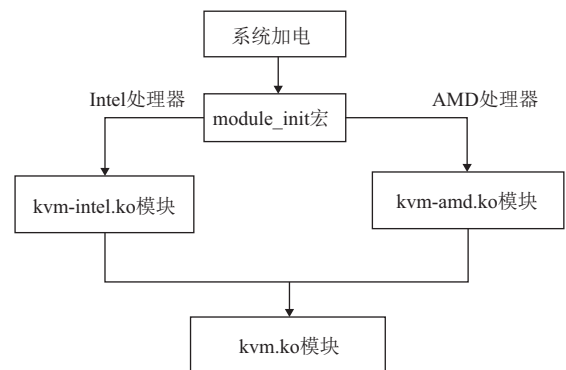 系统加电
Intel处理器
AMD处理器
module_init宏
kvm-intel.ko模块
kvm-amd.ko模块
kvm.ko模块